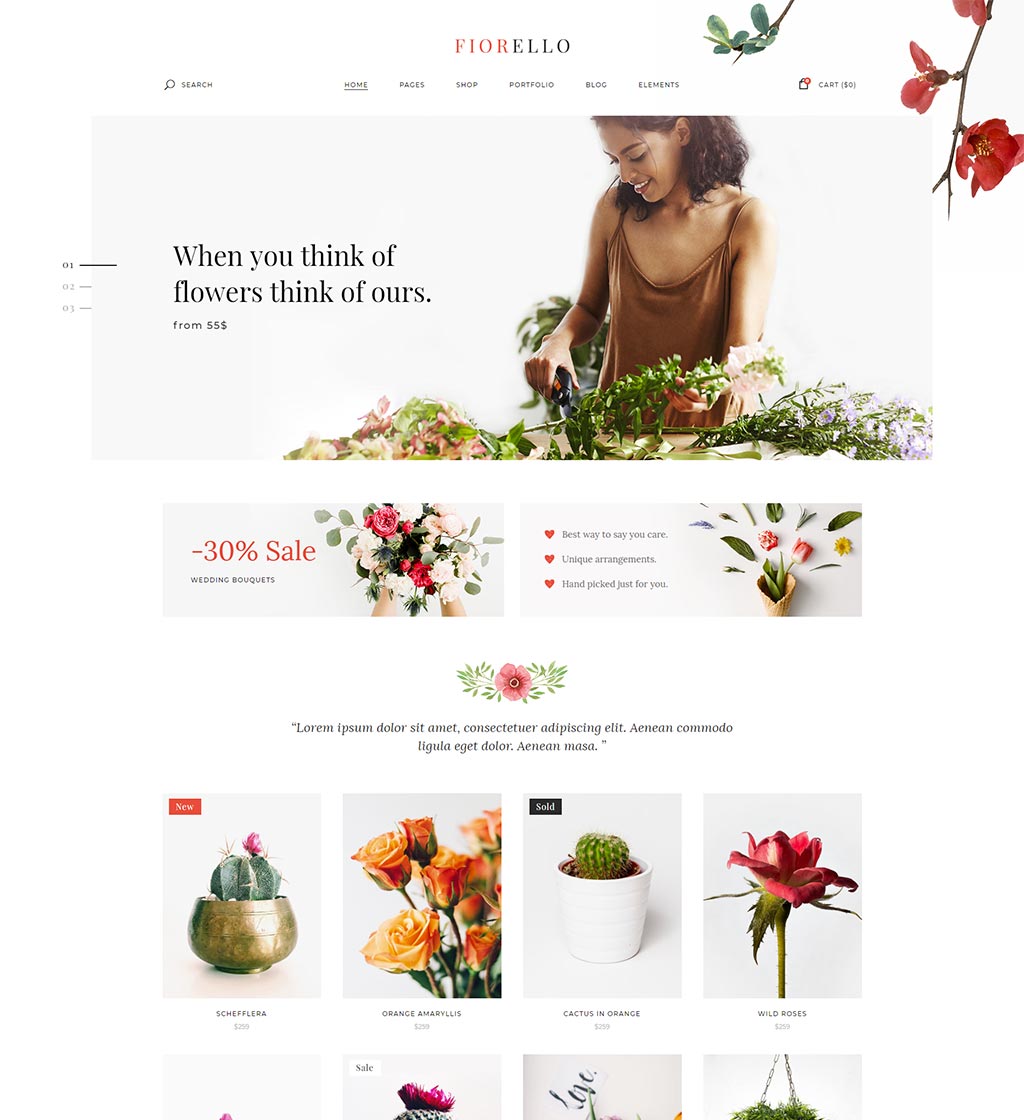 FIORELLO
SEARCH
HOME
PAGES
SHOP
PORTFOLIO
BLOG
ELEMENTS
CART ($0)
When you think of
flowers think of ours.
from 55$
01
02
03
-30% Sale
WEDDING BOUQUETS
Best way to say you care.
Unique arrangements.
Hand picked just for you.
“Lorem ipsum dolor sit amet, consectetuer adipiscing elit. Aenean commodo
ligula eget dolor. Aenean masa. ”
New
Sold
SCHEFFLERA
$259
ORANGE AMARYLLIS
$259
CACTUS IN ORANGE
$259
WILD ROSES
$259
Sale
Love,